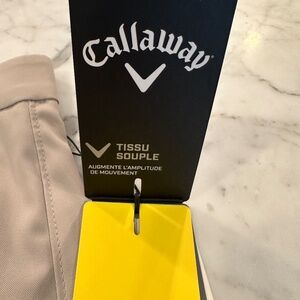 Callaway
TISSU
SOUPLE
AUGMENTE L'AMPLITUDE
DE MOUVEMENT